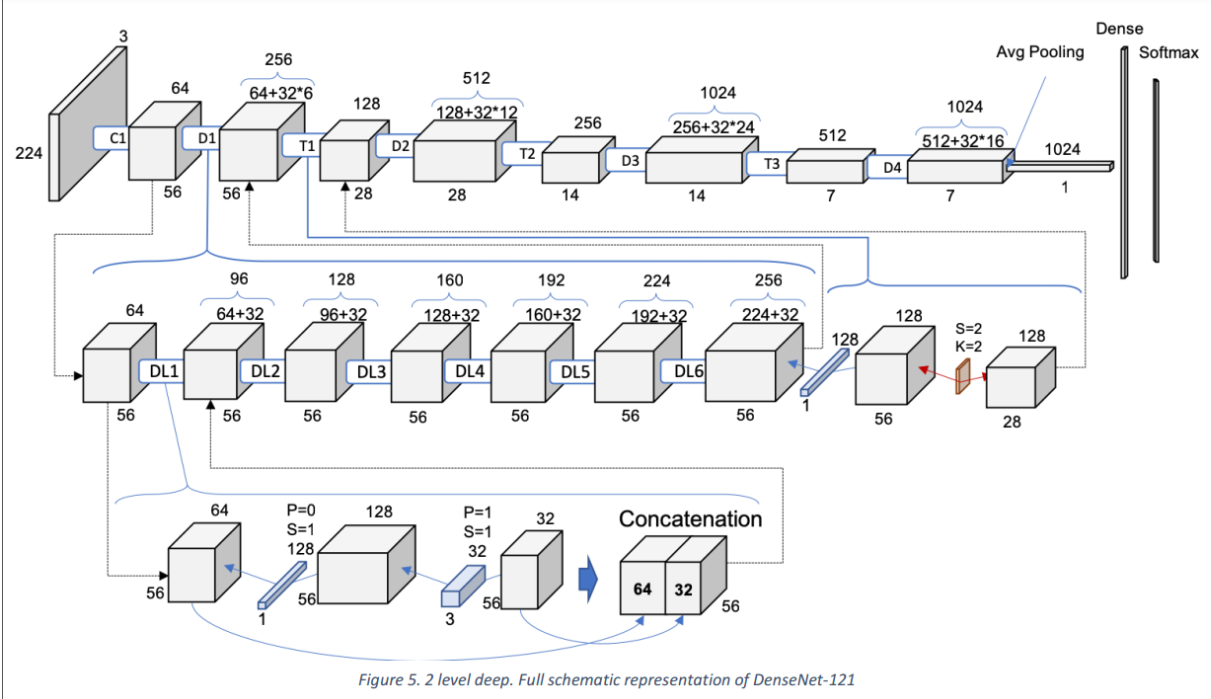 Dense
Softmax
Avg Pooling
3
224
C1
64
56
D1
256
64+32*6
56
T1
128
28
D2
512
128+32*12
28
T2
256
14
D3
1024
256+32*24
14
T3
512
7
D4
1024
512+32*16
7
1024
1
64
56
DL1
96
64+32
56
DL2
128
96+32
56
DL3
160
128+32
56
DL4
192
160+32
56
DL5
224
192+32
56
DL6
256
224+32
56
128
1
128
56
S=2
K=2
128
28
64
56
P=0
S=1
128
1
128
56
P=1
S=1
32
3
32
56
Concatenation
64
32
56
Figure 5. 2 level deep. Full schematic representation of DenseNet-121